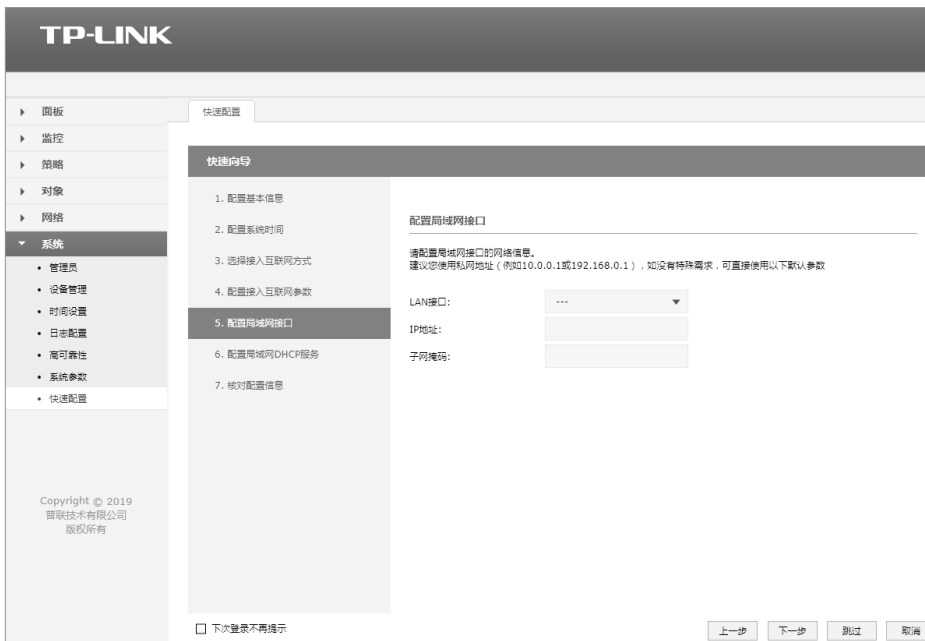 TP-LINK
面板
监控
策略
对象
网络
系统
管理员
设备管理
时间设置
日志配置
高可靠性
系统参数
快速配置
Copyright © 2019
普联技术有限公司
版权所有
快速配置
快速向导
1. 配置基本信息
2. 配置系统时间
3. 选择接入互联网方式
4. 配置接入互联网参数
5. 配置局域网接口
6. 配置局域网DHCP服务
7. 核对配置信息
配置局域网接口
请配置局域网接口的网络信息。
建议您使用私网地址（例如10.0.0.1或192.168.0.1），如没有特殊需求，可直接使用以下默认参数
LAN接口: ---
IP地址:
子网掩码:
下次登录不再提示
上一步 下一步 跳过 取消